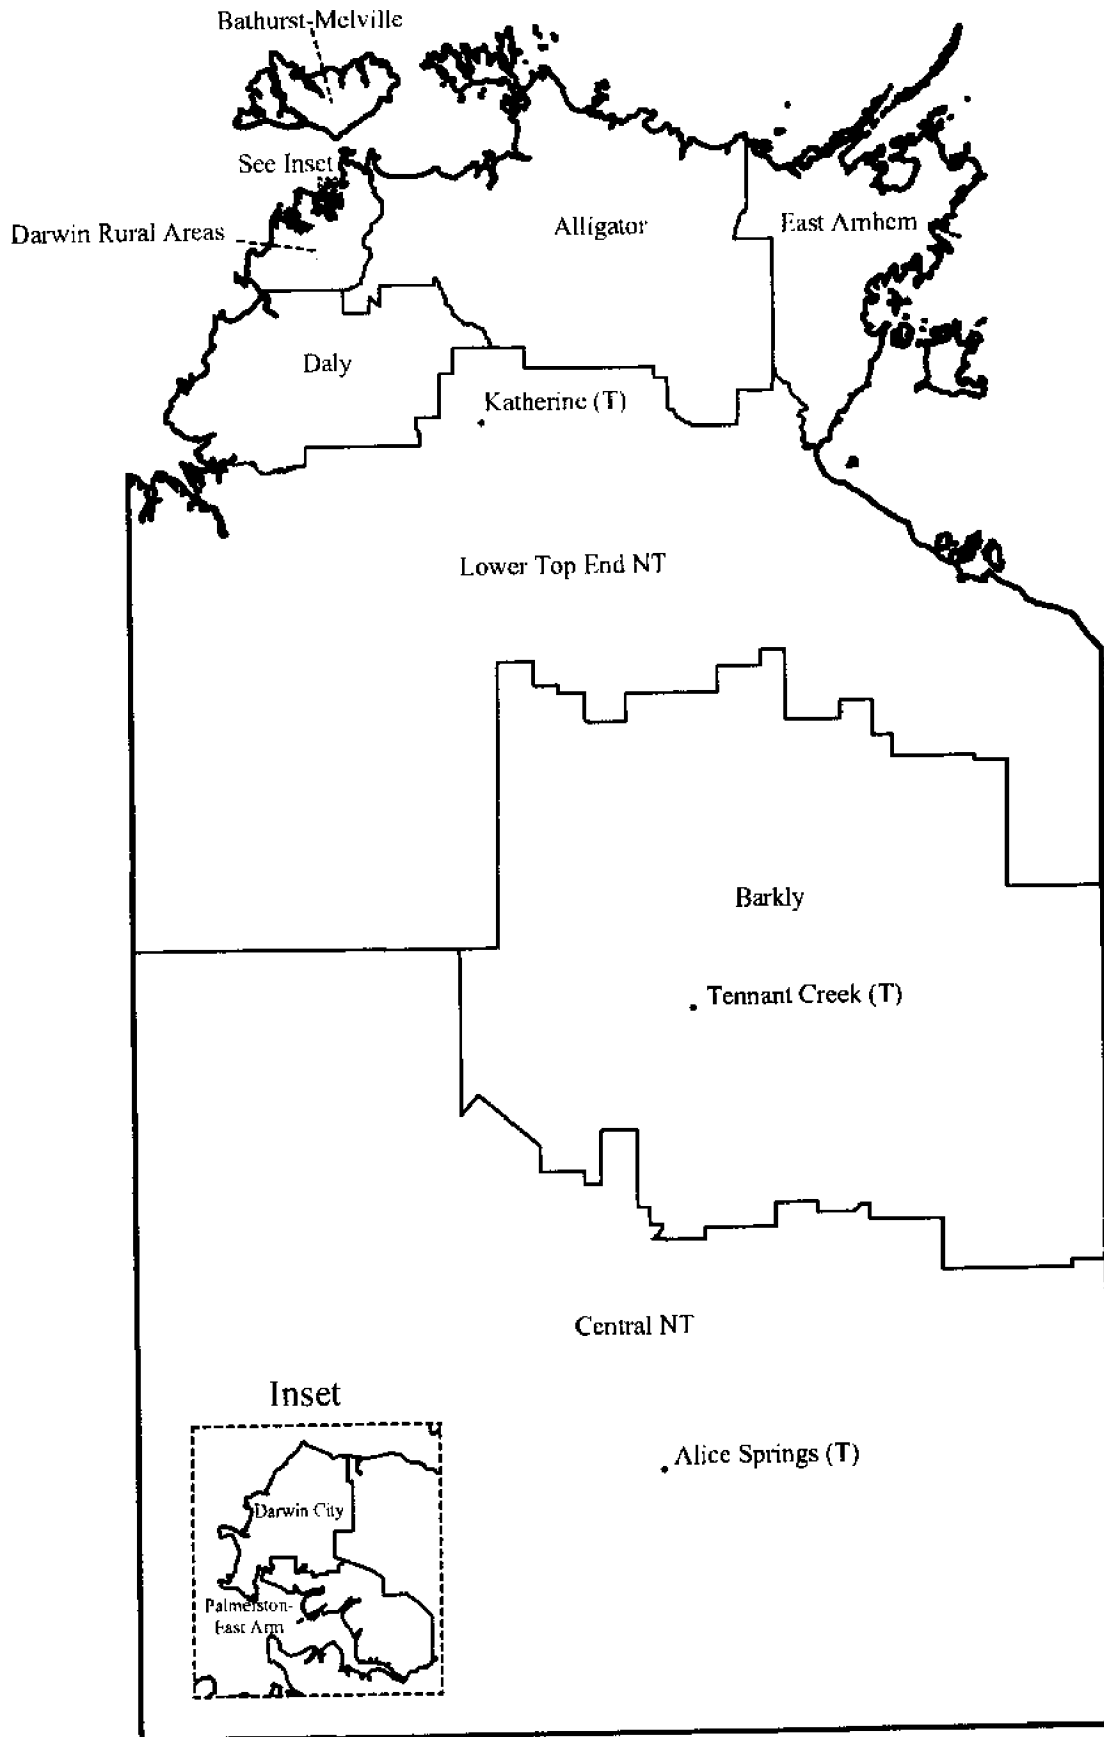 Bathurst-Melville
See Inset
Darwin Rural Areas
Alligator
East Arnhem
Daly
Katherine (T)
Lower Top End NT
Barkly
Tennant Creek (T)
Central NT
Inset
Alice Springs (T)
Darwin City
Palmerston-
East Arm